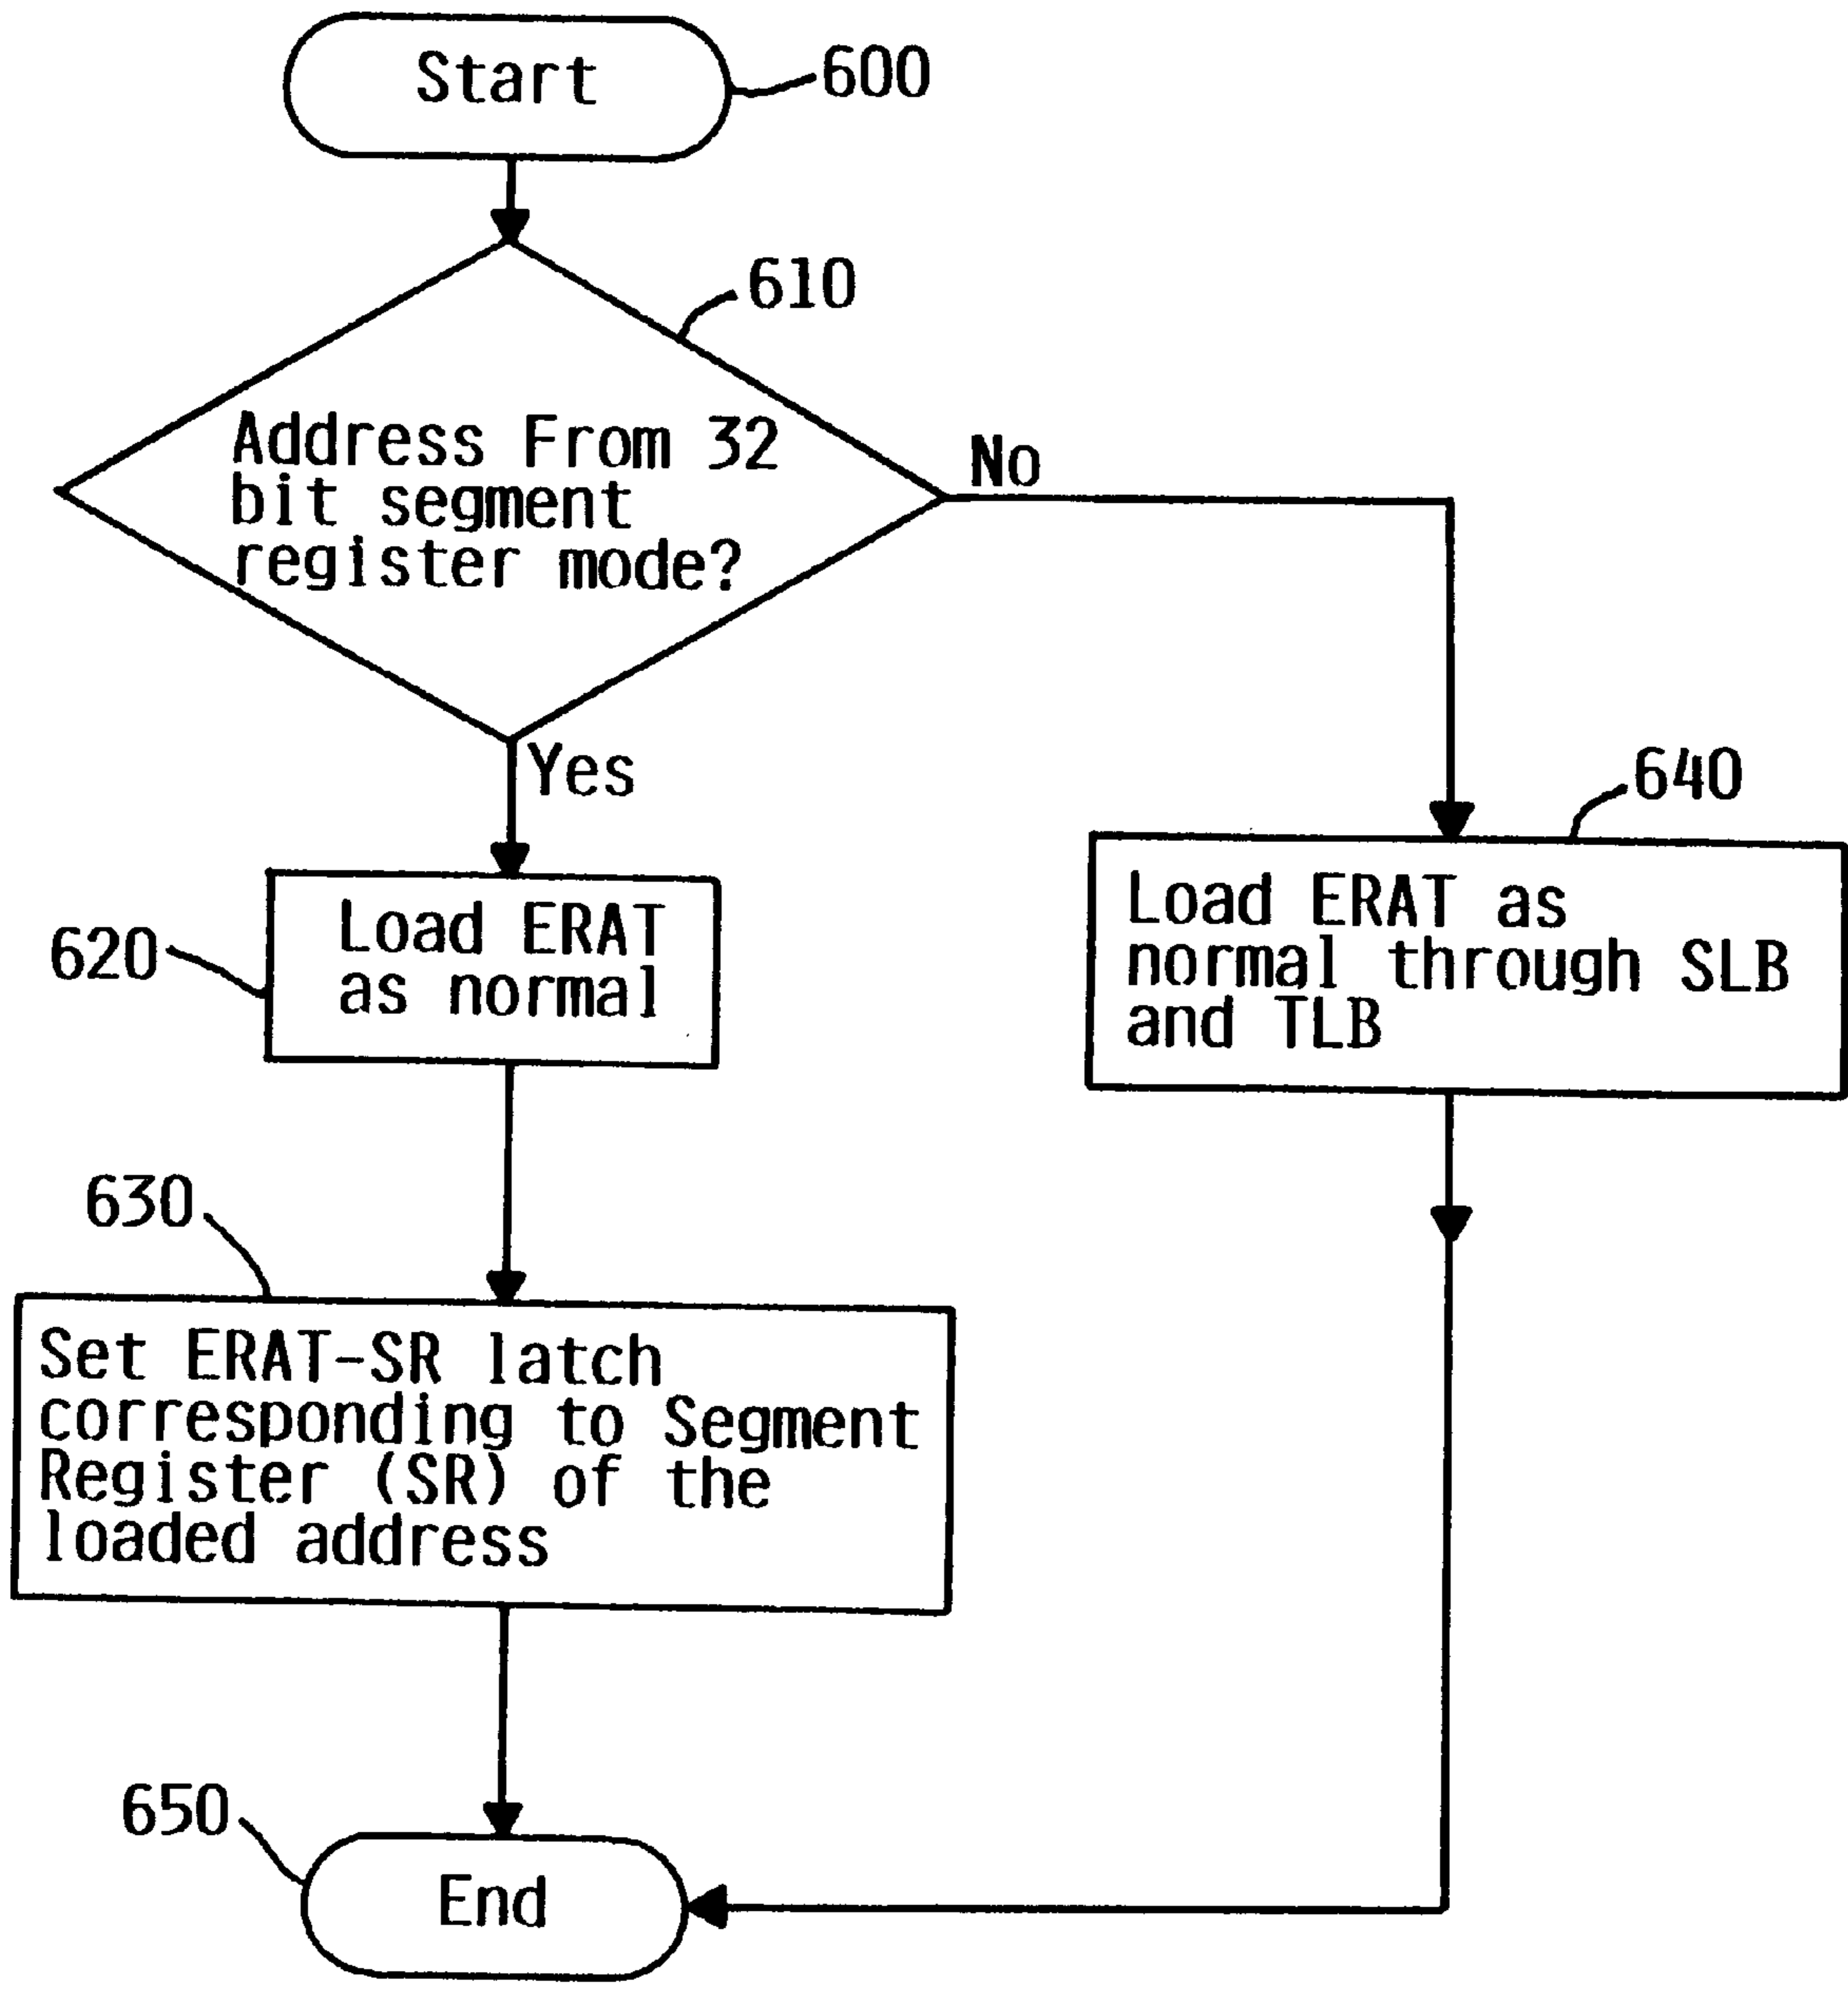 Start
600
610
Address From 32
bit segment
register mode?
No
Yes
640
620
Load ERAT
as normal
Load ERAT as
normal through SLB
and TLB
630
Set ERAT-SR latch
corresponding to Segment
Register (SR) of the
loaded address
650
End